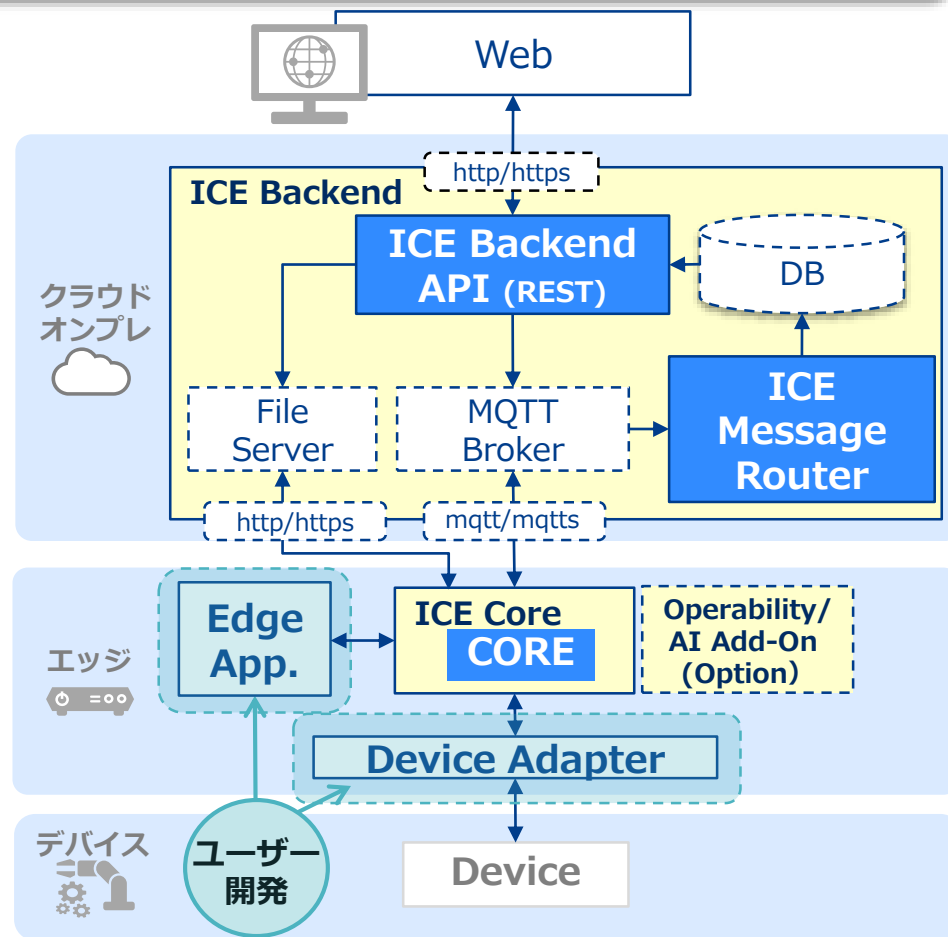 Web
http/https
ICE Backend
ICE Backend
API (REST)
DB
クラウド
オンプレ
File
Server
MQTT
Broker
ICE
Message
Router
http/https
mqtt/mqtts
Edge
App.
ICE Core
CORE
Operability/
AI Add-On
(Option）
エッジ
Device Adapter
デバイス
ユーザー
開発
Device